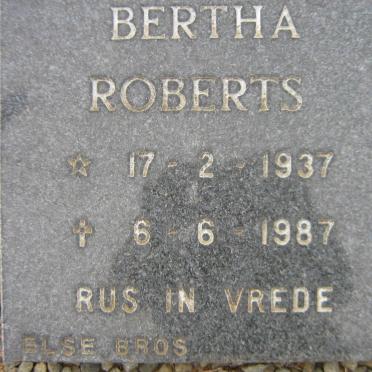 BERTHA
ROBERTS
☆ 17 - 2 - 1937
✝ 6 - 6 - 1987
RUS IN VREDE
ELSE BROS